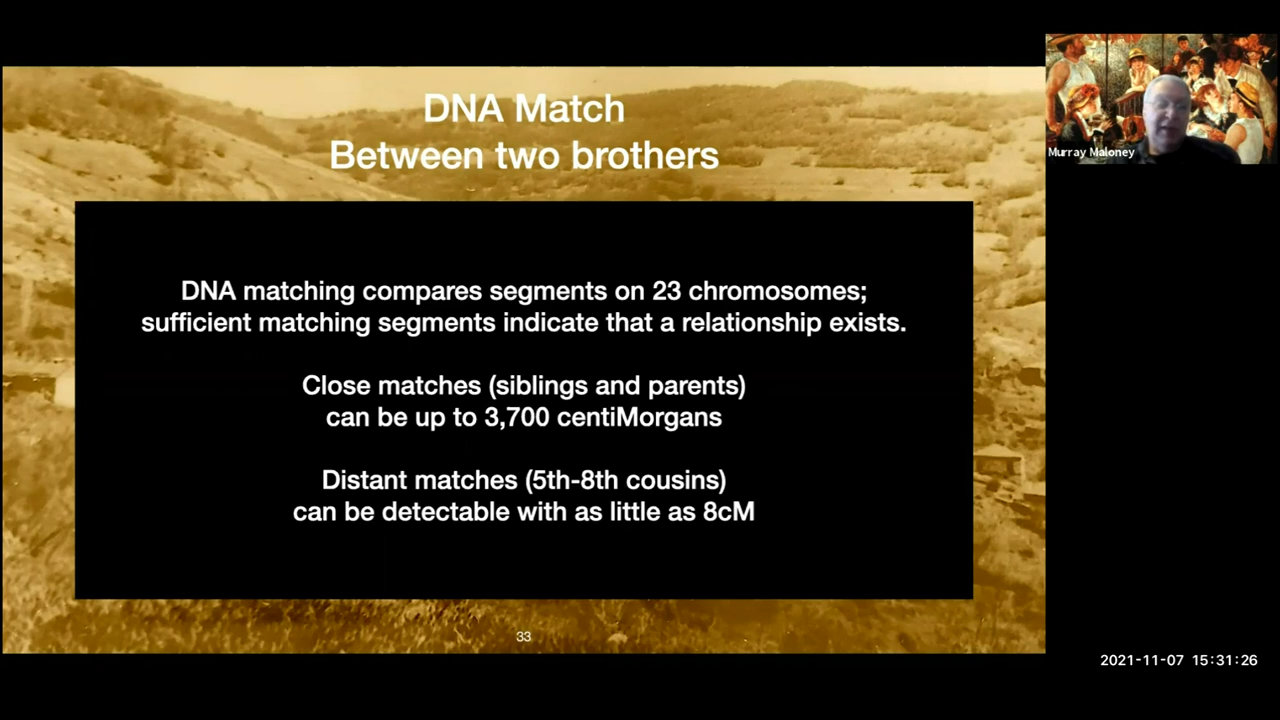 DNA Match
Between two brothers
DNA matching compares segments on 23 chromosomes;
sufficient matching segments indicate that a relationship exists.
Close matches (siblings and parents)
can be up to 3,700 centiMorgans
Distant matches (5th-8th cousins)
can be detectable with as little as 8cM
33
Murray Maloney
2021-11-07 15:31:26